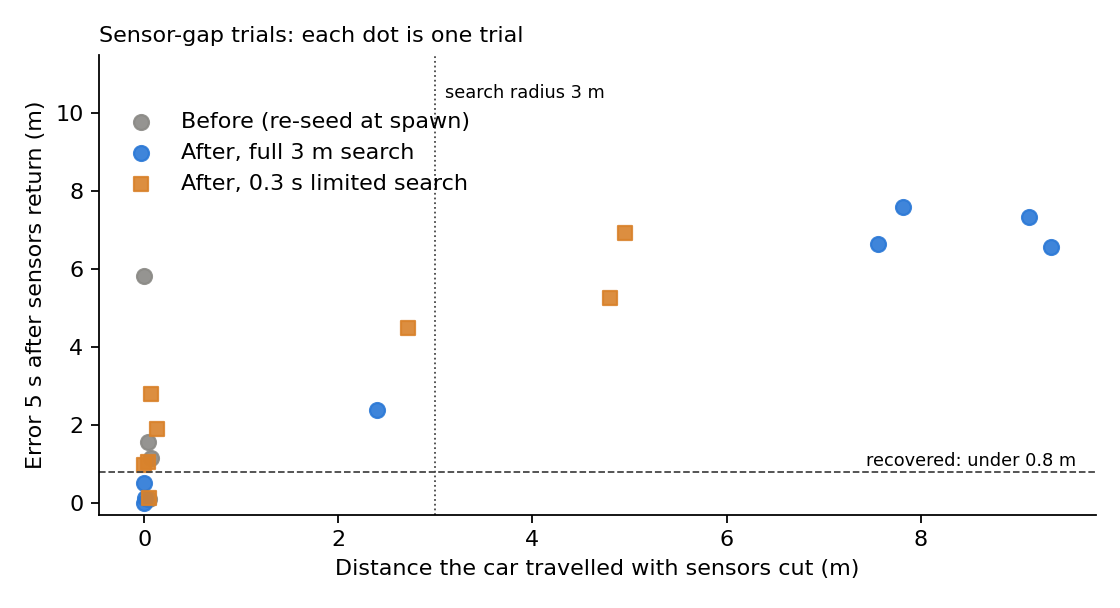 Sensor-gap trials: each dot is one trial
search radius 3 m
Before (re-seed at spawn)
After, full 3 m search
After, 0.3 s limited search
recovered: under 0.8 m
Error 5 s after sensors return (m)
10
8
6
4
2
0
0 2 4 6 8
Distance the car travelled with sensors cut (m)